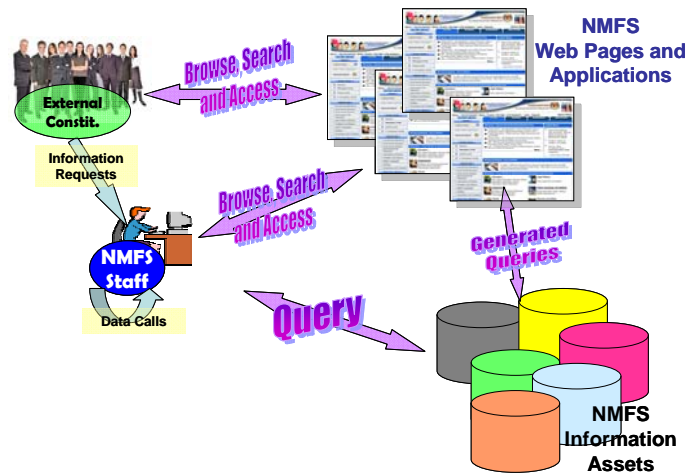 NMFS
Web Pages and
Applications
Browse, Search
and Access
External
Constit.
Information
Requests
Browse, Search
and Access
NMFS
Staff
Data Calls
Generated
Queries
Query
NMFS
Information
Assets